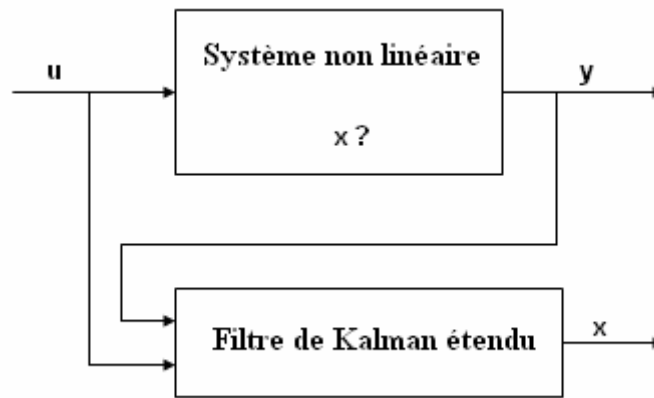 Système non linéaire
u
y
x ?
Filtre de Kalman étendu
x